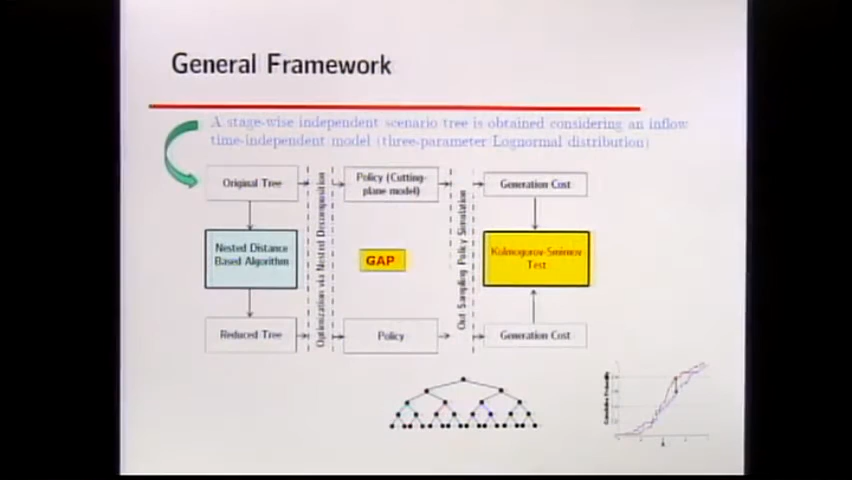 General Framework
A stage-wise independent scenario tree is obtained considering an inflow
time-independent model (three-parameter Lognormal distribution)
Original Tree
Policy (Cutting-
plane model)
Generation Cost
Nested Distance
Based Algorithm
Optimization via Nested Decomposition
GAP
Out Sampling Policy Simulation
Kolmogorov-Smirnov
Test
Reduced Tree
Policy
Generation Cost
Cumulative Probability